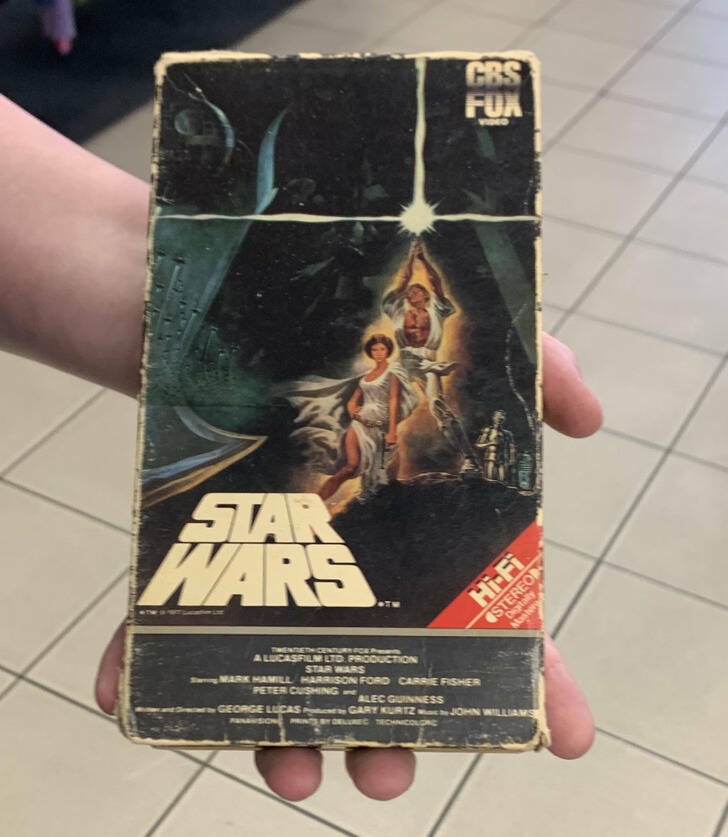 CBS
FOX
VIDEO
STAR
WARS
TM
Hi-Fi
STEREO
Digitally
TWENTIETH CENTURY FOX Presents
A LUCASFILM LTD. PRODUCTION
STAR WARS
Starring MARK HAMILL HARRISON FORD CARRIE FISHER
PETER CUSHING and
ALEC GUINNESS
Written and Directed by GEORGE LUCAS Produced by GARY KURTZ Music by JOHN WILLIAMS
PANAVISION PRINTS BY DELUXE TECHNICOLOR